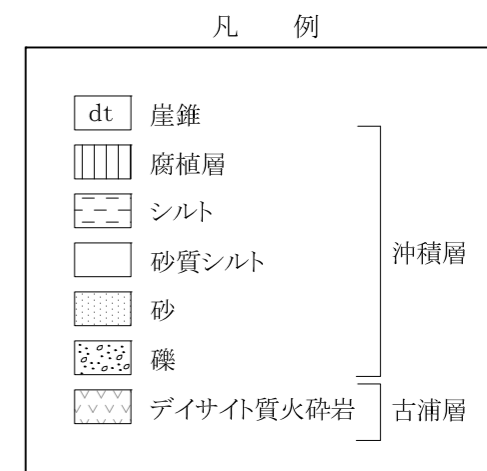 凡 例
dt 崖錐
腐植層
シルト
砂質シルト
砂
礫
デイサイト質火砕岩
沖積層
古浦層